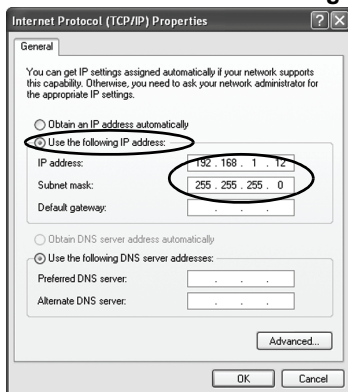 Internet Protocol (TCP/IP) Properties
General
You can get IP settings assigned automatically if your network supports
this capability. Otherwise, you need to ask your network administrator for
the appropriate IP settings.
Obtain an IP address automatically
Use the following IP address:
IP address: 192 . 168 . 1 . 12
Subnet mask: 255 . 255 . 255 . 0
Default gateway: . . .
Obtain DNS server address automatically
Use the following DNS server addresses:
Preferred DNS server: . . .
Alternate DNS server: . . .
Advanced...
OK Cancel